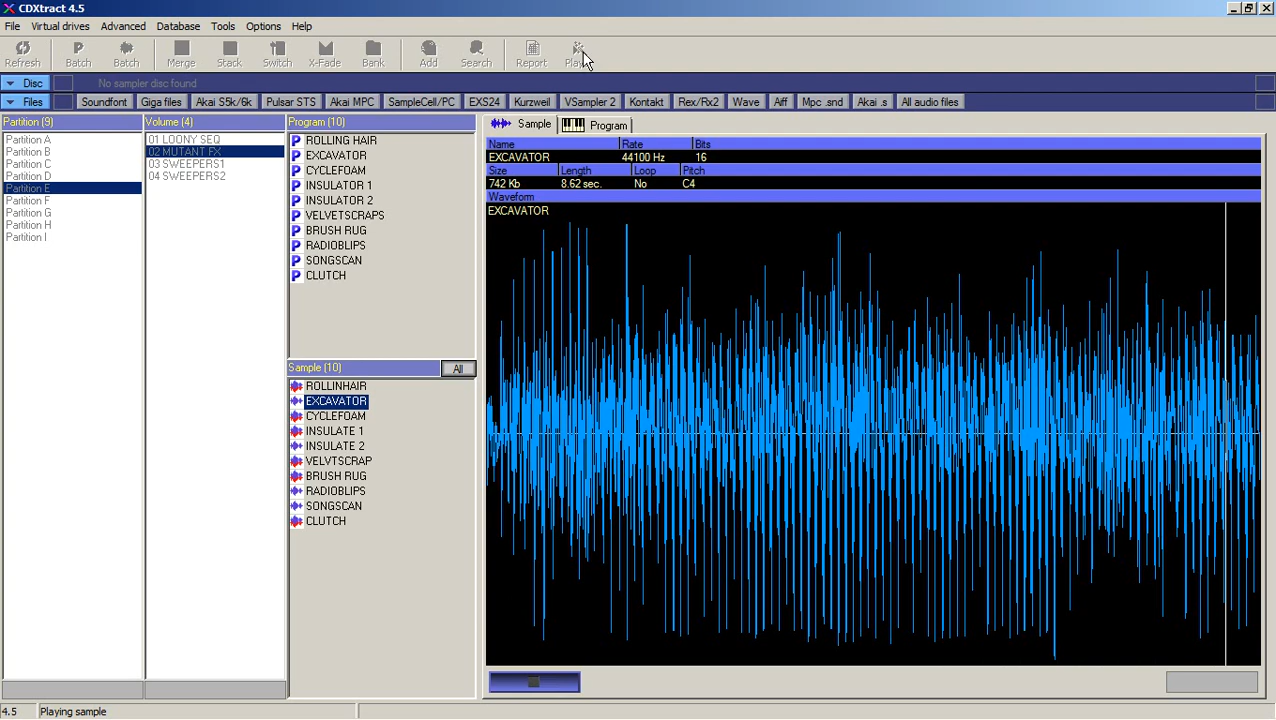 CDXtract 4.5
File Virtual drives Advanced Database Tools Options Help
Refresh Batch Batch Merge Stack Switch X-Fade Bank Add Search Report
Disc No sampler disc found
Files Soundfont Giga files Akai S5k/6k Pulsar STS Akai MPC SampleCell/PC EXS24 Kurzweil VSampler 2 Kontakt Rex/Rx2 Wave Aiff Mpc .snd Akai .s All audio files
Partition (9)
Partition A
Partition B
Partition C
Partition D
Partition E
Partition F
Partition G
Partition H
Partition I
Volume (4)
01 LOONY SEQ
02 MUTANT FX
03 SWEEPERS1
04 SWEEPERS2
Program (10)
P ROLLING HAIR
P EXCAVATOR
P CYCLEFOAM
P INSULATOR 1
P INSULATOR 2
P VELVETSCRAPS
P BRUSH RUG
P RADIOBLIPS
P SONGSCAN
P CLUTCH
Sample (10) All
ROLLINHAIR
EXCAVATOR
CYCLEFOAM
INSULATE 1
INSULATE 2
VELVTSCRAP
BRUSH RUG
RADIOBLIPS
SONGSCAN
CLUTCH
Sample Program
Name Rate Bits
EXCAVATOR 44100 Hz 16
Size Length Loop Pitch
742 Kb 8.62 sec. No C4
Waveform
EXCAVATOR
4.5 Playing sample